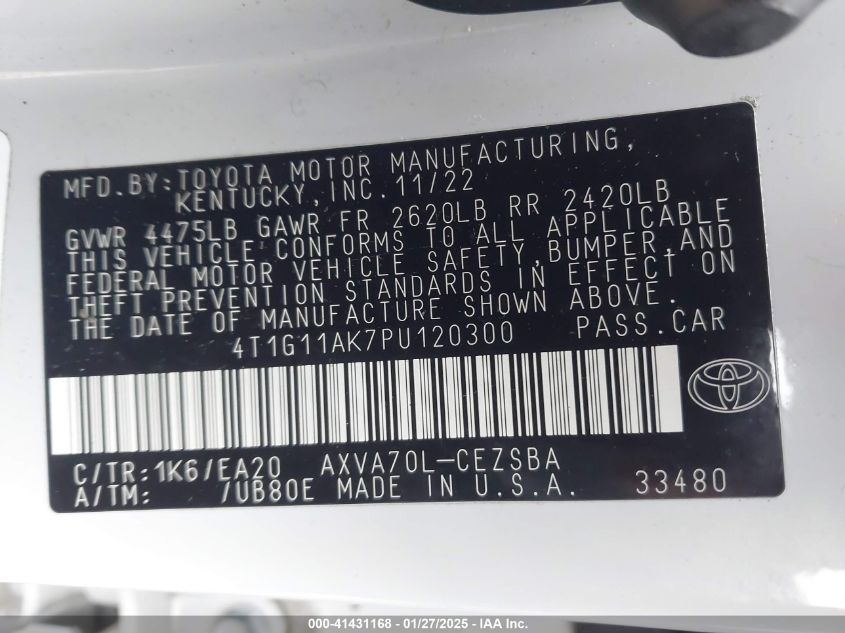 MFD.BY:TOYOTA MOTOR MANUFACTURING,
KENTUCKY,INC. 11/22
GVWR 4475LB GAWR FR 2620LB RR 2420LB
THIS VEHICLE CONFORMS TO ALL APPLICABLE
FEDERAL MOTOR VEHICLE SAFETY,BUMPER,AND
THEFT PREVENTION STANDARDS IN EFFECT ON
THE DATE OF MANUFACTURE SHOWN ABOVE.
4T1G11AK7PU120300 PASS.CAR
C/TR:1K6/EA20 AXVA70L-CEZSBA
A/TM: /UB80E MADE IN U.S.A. 33480
000-41431168 - 01/27/2025 - IAA Inc.